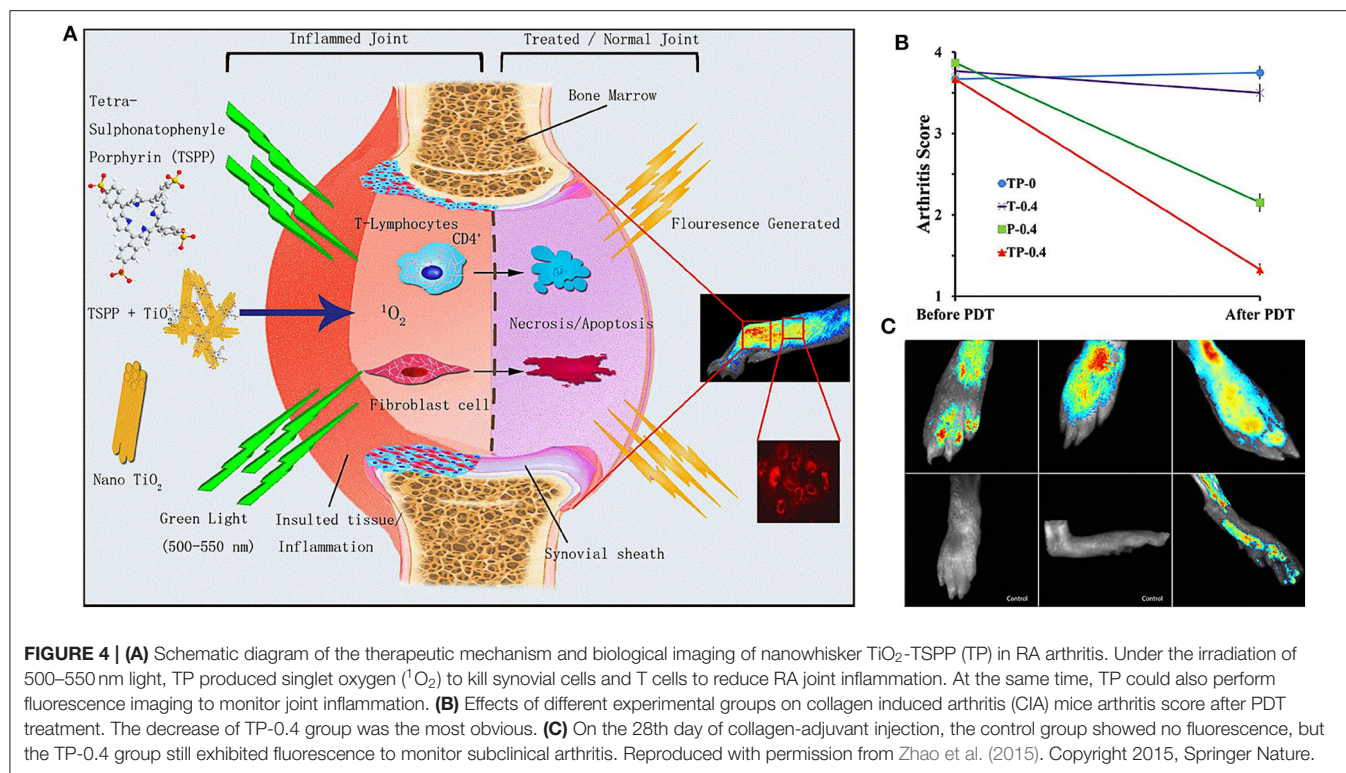 A
Inflammed Joint
Treated / Normal Joint
Tetra-
Sulphonatophenyle
Porphyrin (TSPP)
Bone Marrow
T-Lymphocytes
CD4⁺
Flouresence Generated
TSPP + TiO₂
¹O₂
Necrosis/Apoptosis
Fibroblast cell
Nano TiO₂
Green Light
(500-550 nm)
Insulted tissue/
Inflammation
Synovial sheath
B
4
3
2
1
Arthritis Score
TP-0
T-0.4
P-0.4
TP-0.4
Before PDT
After PDT
C
Control
Control
FIGURE 4 | (A) Schematic diagram of the therapeutic mechanism and biological imaging of nanowhisker TiO₂-TSPP (TP) in RA arthritis. Under the irradiation of
500–550 nm light, TP produced singlet oxygen (¹O₂) to kill synovial cells and T cells to reduce RA joint inflammation. At the same time, TP could also perform
fluorescence imaging to monitor joint inflammation. (B) Effects of different experimental groups on collagen induced arthritis (CIA) mice arthritis score after PDT
treatment. The decrease of TP-0.4 group was the most obvious. (C) On the 28th day of collagen-adjuvant injection, the control group showed no fluorescence, but
the TP-0.4 group still exhibited fluorescence to monitor subclinical arthritis. Reproduced with permission from Zhao et al. (2015). Copyright 2015, Springer Nature.